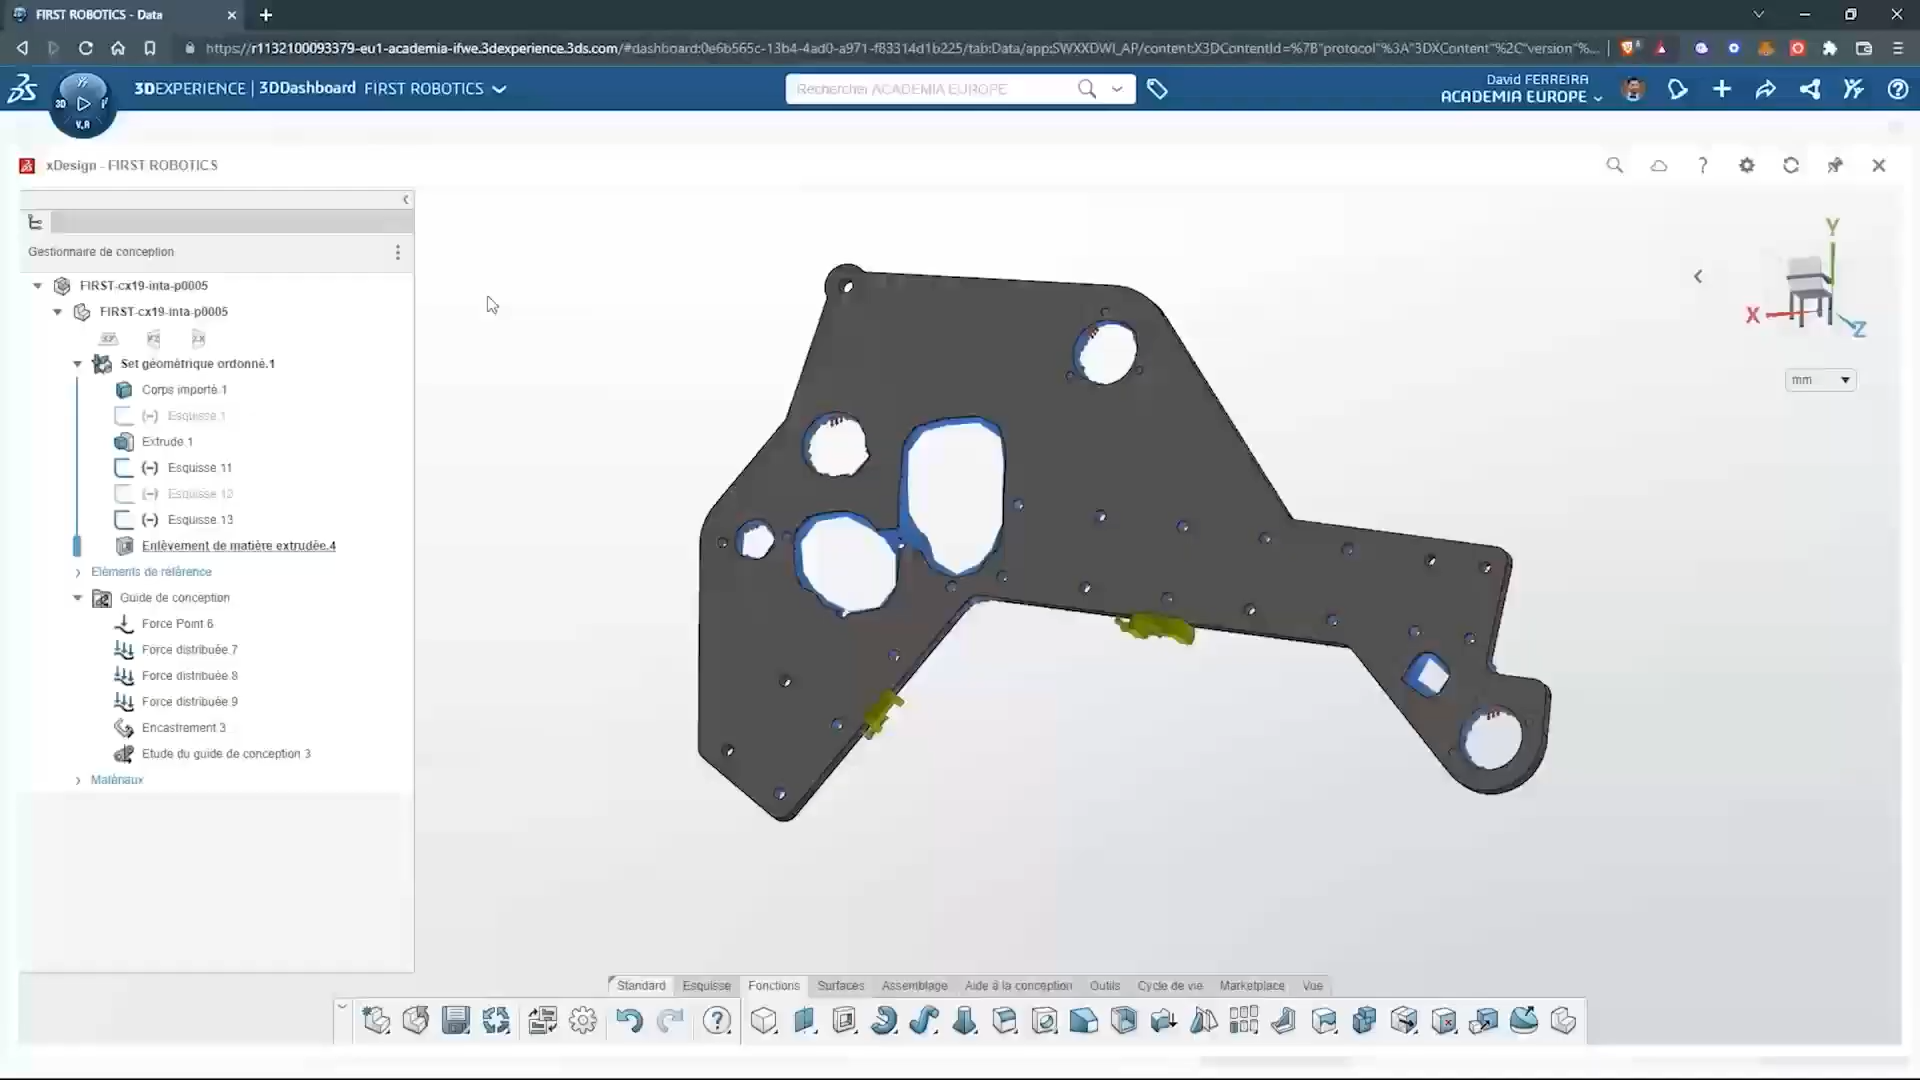 FIRST ROBOTICS - Data
https://r1132100093379-eu1-academia-ifwe.3dexperience.3ds.com/#dashboard:0e6b565c-13b4-4ad0-a971-f83314d1b225/tab:Data/app:SWXXDWI_AP/content:X3DContentId=%7B"protocol"%3A"3DXContent"%2C"version"%...
3DEXPERIENCE | 3DDashboard FIRST ROBOTICS
Rechercher ACADEMIA EUROPE
David FERREIRA
ACADEMIA EUROPE
3D
V,R
xDesign - FIRST ROBOTICS
Gestionnaire de conception
FIRST-cx19-inta-p0005
FIRST-cx19-inta-p0005
Set géométrique ordonné.1
Corps importé.1
(-) Esquisse.1
Extrude.1
(-) Esquisse.11
(-) Esquisse.12
(-) Esquisse.13
Enlèvement de matière extrudée.4
Eléments de référence
Guide de conception
Force Point 6
Force distribuée.7
Force distribuée.8
Force distribuée.9
Encastrement 3
Etude du guide de conception 3
Matériaux
Y
X
Z
mm
Standard Esquisse Fonctions Surfaces Assemblage Aide à la conception Outils Cycle de vie Marketplace Vue